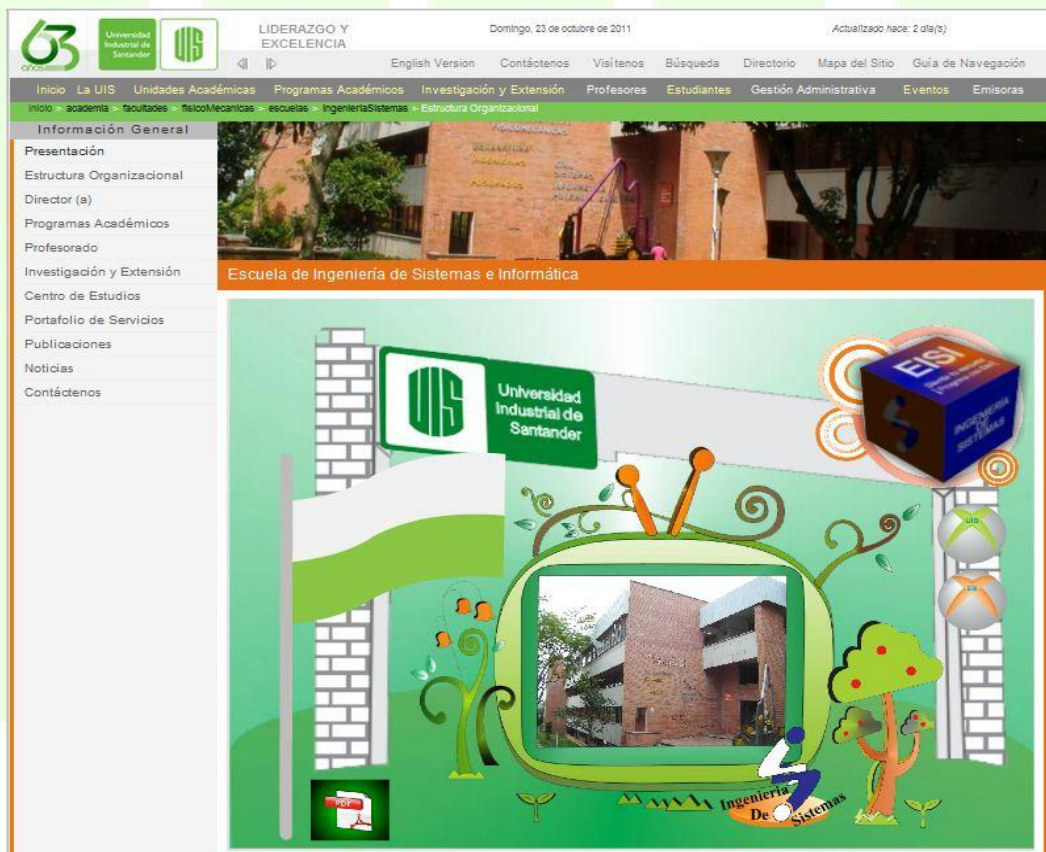 63
años
Universidad
Industrial de
Santander
UIS
LIDERAZGO Y
EXCELENCIA
Domingo, 23 de octubre de 2011
Actualizado hace: 2 día(s)
English Version Contáctenos Visítenos Búsqueda Directorio Mapa del Sitio Guía de Navegación
Inicio La UIS Unidades Académicas Programas Académicos Investigación y Extensión Profesores Estudiantes Gestión Administrativa Eventos Emisoras
Inicio > academia > facultades > fisicoMecanicas > escuelas > ingenieriaSistemas > Estructura Organizacional
Información General
Presentación
Estructura Organizacional
Director (a)
Programas Académicos
Profesorado
Investigación y Extensión
Centro de Estudios
Portafolio de Servicios
Publicaciones
Noticias
Contáctenos
FISICOMECANICAS
CIVIL
SISTEMAS
Escuela de Ingeniería de Sistemas e Informática
UIS
Universidad
Industrial de
Santander
EISI
INGENIERÍA
DE
SISTEMAS
UIS
PDF
Ingeniería
De Sistemas